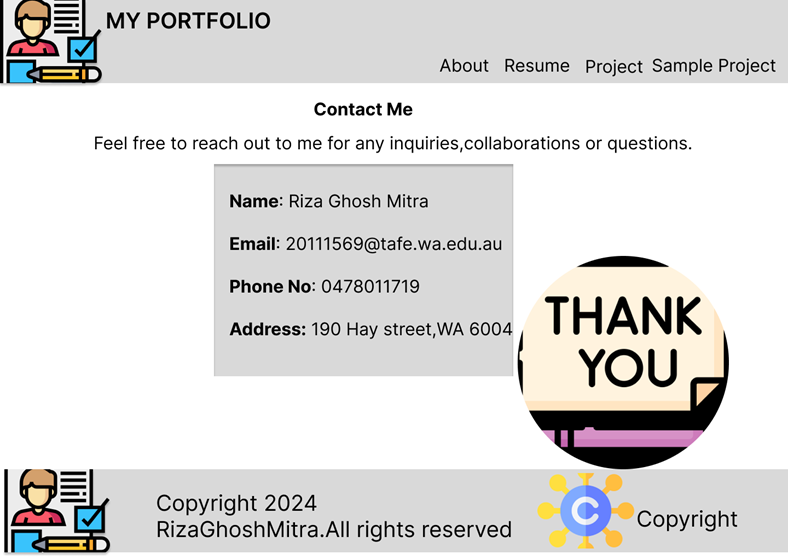 MY PORTFOLIO
About Resume Project Sample Project
Contact Me
Feel free to reach out to me for any inquiries,collaborations or questions.
Name: Riza Ghosh Mitra
Email: 20111569@tafe.wa.edu.au
Phone No: 0478011719
Address: 190 Hay street,WA 6004
THANK
YOU
Copyright 2024
RizaGhoshMitra.All rights reserved
C
Copyright